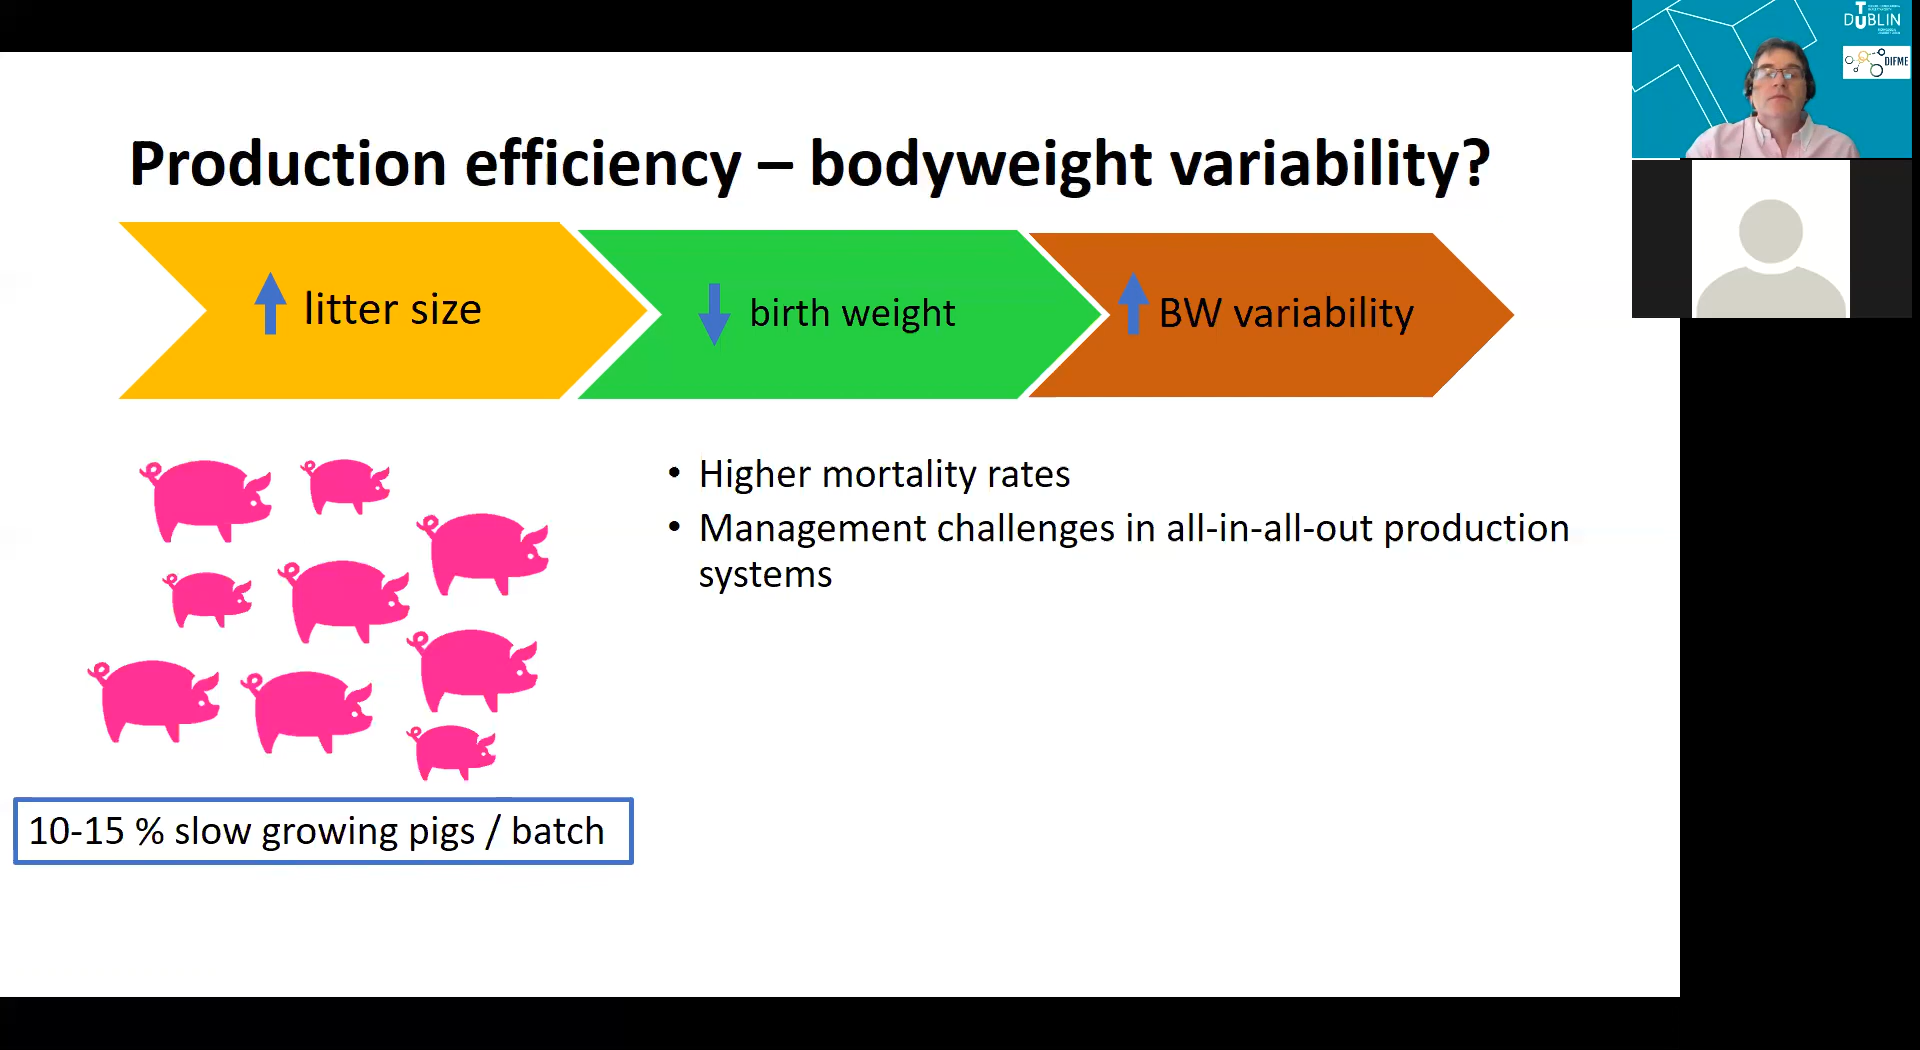 Production efficiency – bodyweight variability?
litter size
birth weight
BW variability
• Higher mortality rates
• Management challenges in all-in-all-out production
systems
10-15 % slow growing pigs / batch
TU
DUBLIN
DIFME